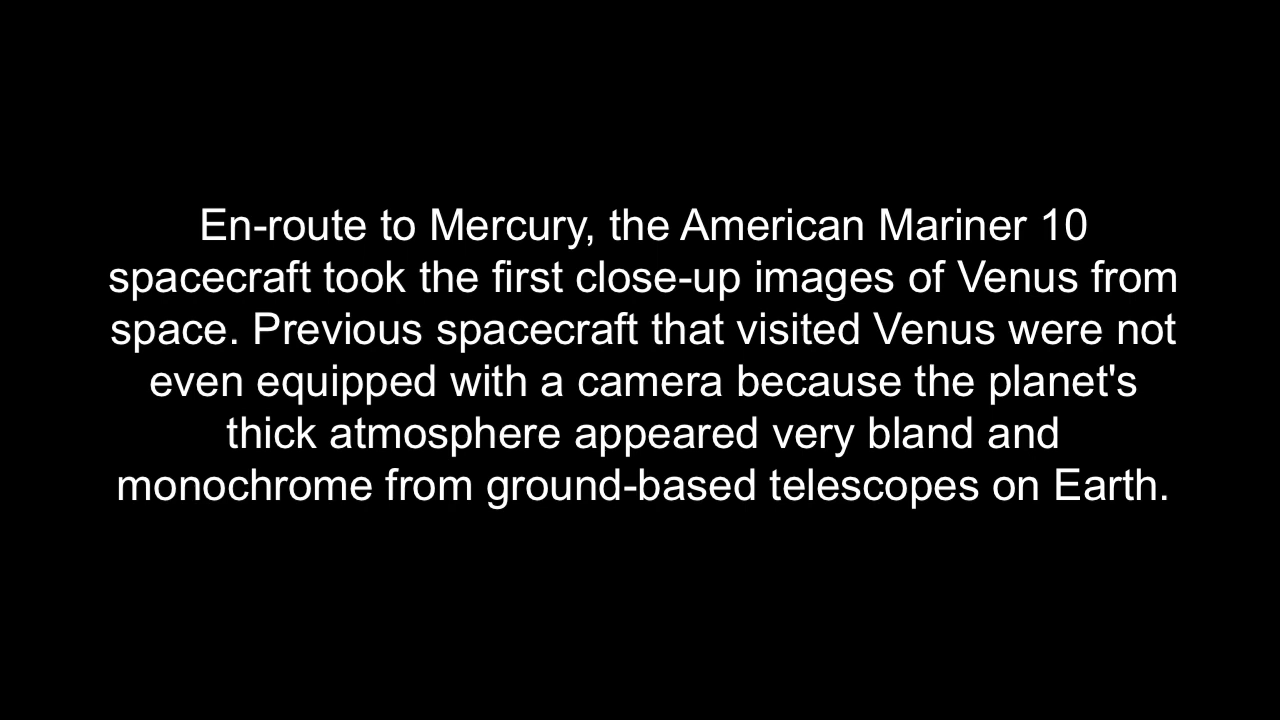 En-route to Mercury, the American Mariner 10
spacecraft took the first close-up images of Venus from
space. Previous spacecraft that visited Venus were not
even equipped with a camera because the planet's
thick atmosphere appeared very bland and
monochrome from ground-based telescopes on Earth.